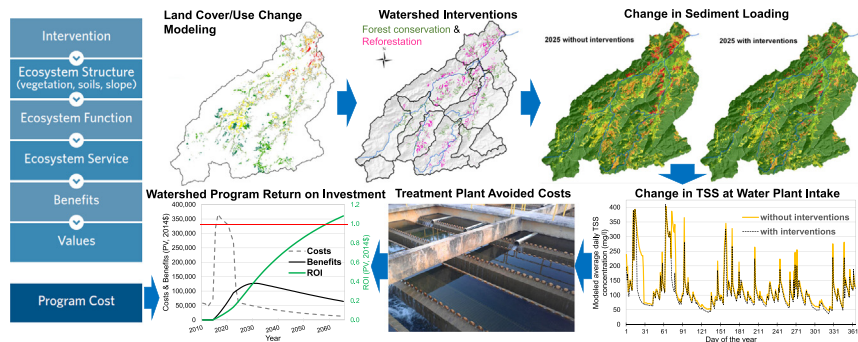 Intervention
Ecosystem Structure
(vegetation, soils, slope)
Ecosystem Function
Ecosystem Service
Benefits
Values
Program Cost
Land Cover/Use Change
Modeling
Watershed Interventions
Forest conservation &
Reforestation
Change in Sediment Loading
2025 without interventions
2025 with interventions
Watershed Program Return on Investment
Costs & Benefits (PV, 2014$)
400,000
350,000
300,000
250,000
200,000
150,000
100,000
50,000
0
1.2
1.0
0.8
0.6
0.4
0.2
0.0
ROI (PV, 2014$)
Costs
Benefits
ROI
2010
2020
2030
2040
2050
2060
Year
Treatment Plant Avoided Costs
Change in TSS at Water Plant Intake
Modeled average daily TSS
concentration (mg/l)
400
350
300
250
200
150
100
50
0
without interventions
with interventions
1
31
61
91
121
151
181
211
241
271
301
331
361
Day of the year